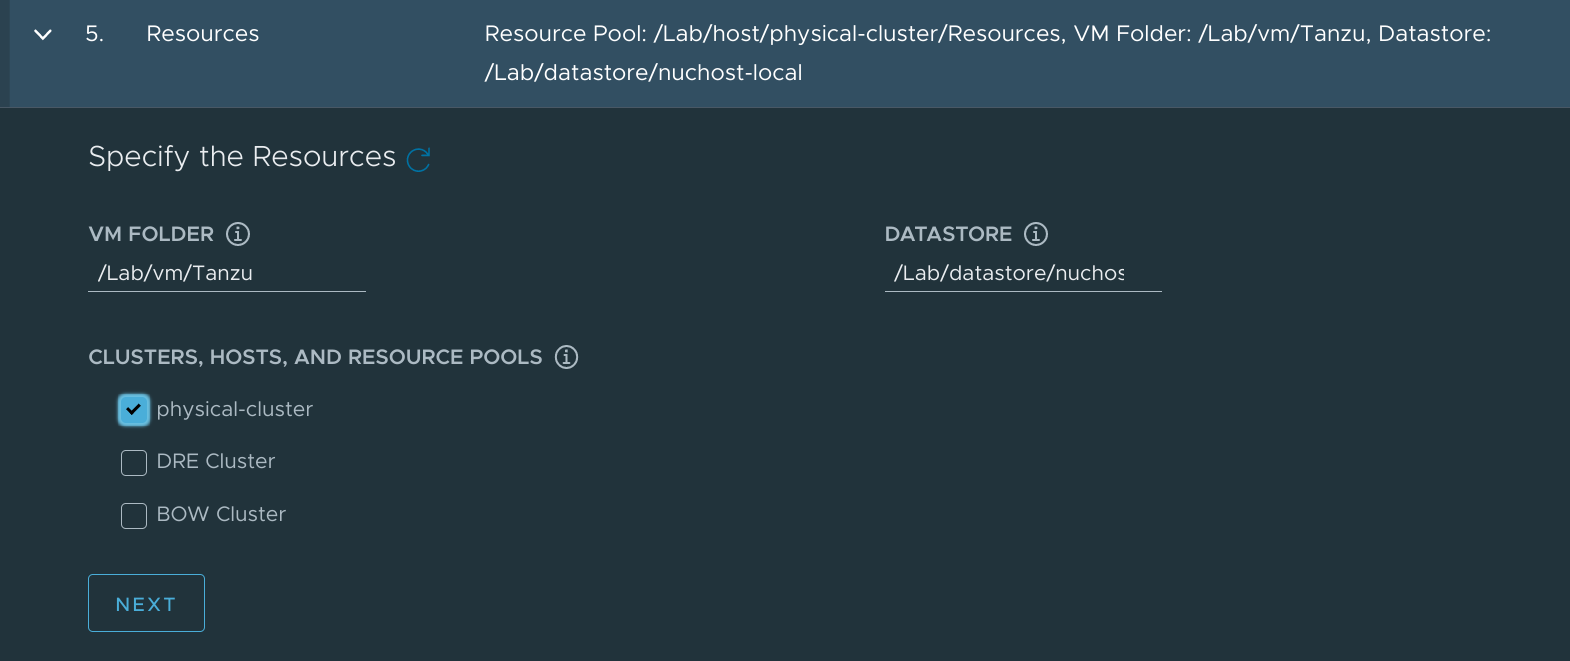 5. Resources Resource Pool: /Lab/host/physical-cluster/Resources, VM Folder: /Lab/vm/Tanzu, Datastore:
/Lab/datastore/nuchost-local
Specify the Resources
VM FOLDER DATASTORE
/Lab/vm/Tanzu /Lab/datastore/nuchos
CLUSTERS, HOSTS, AND RESOURCE POOLS
physical-cluster
DRE Cluster
BOW Cluster
NEXT